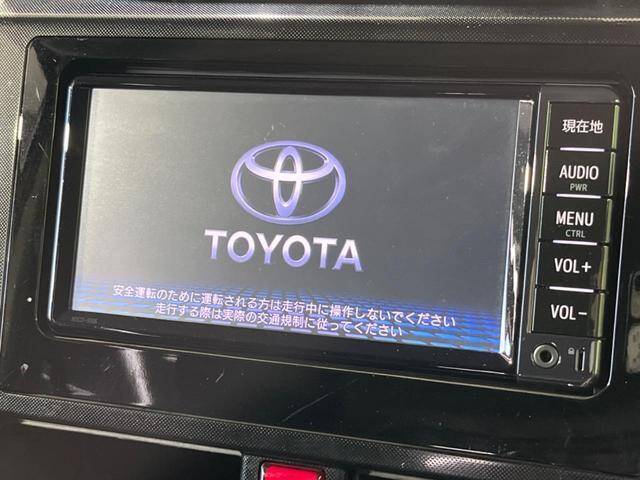 TOYOTA
安全運転のために運転される方は走行中に操作しないでください
走行する際は実際の交通規制に従ってください
現在地
AUDIO
PWR
MENU
CTRL
VOL+
VOL-